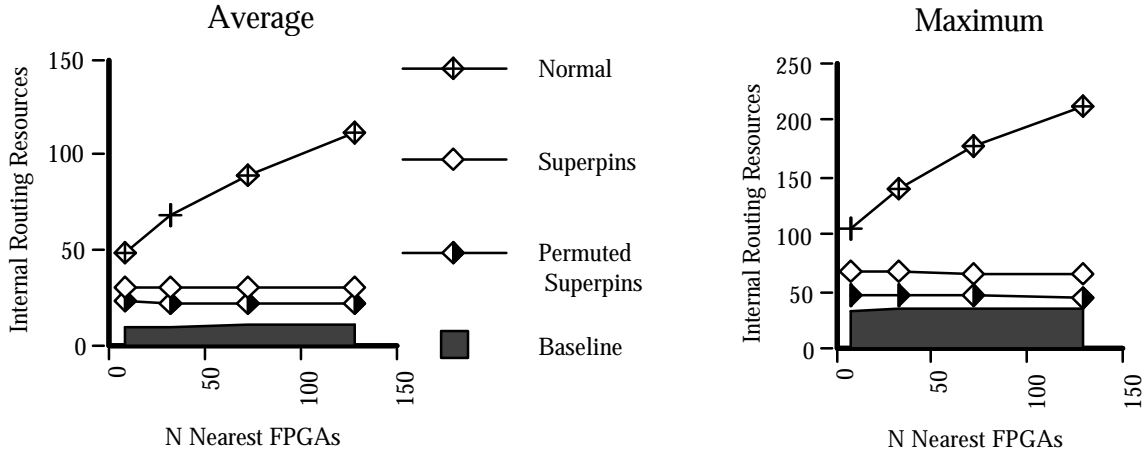 Average
Internal Routing Resources
150
100
50
0
0
50
100
150
N Nearest FPGAs
Normal
Superpins
Permuted
Superpins
Baseline
Maximum
Internal Routing Resources
250
200
150
100
50
0
0
50
100
150
N Nearest FPGAs